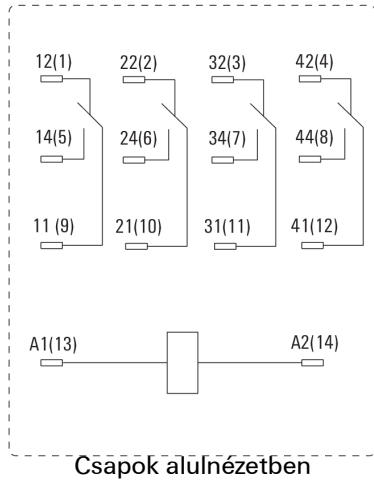 12(1) 22(2) 32(3) 42(4)
14(5) 24(6) 34(7) 44(8)
11 (9) 21(10) 31(11) 41(12)
A1(13) A2(14)
Csapok alulnézetben